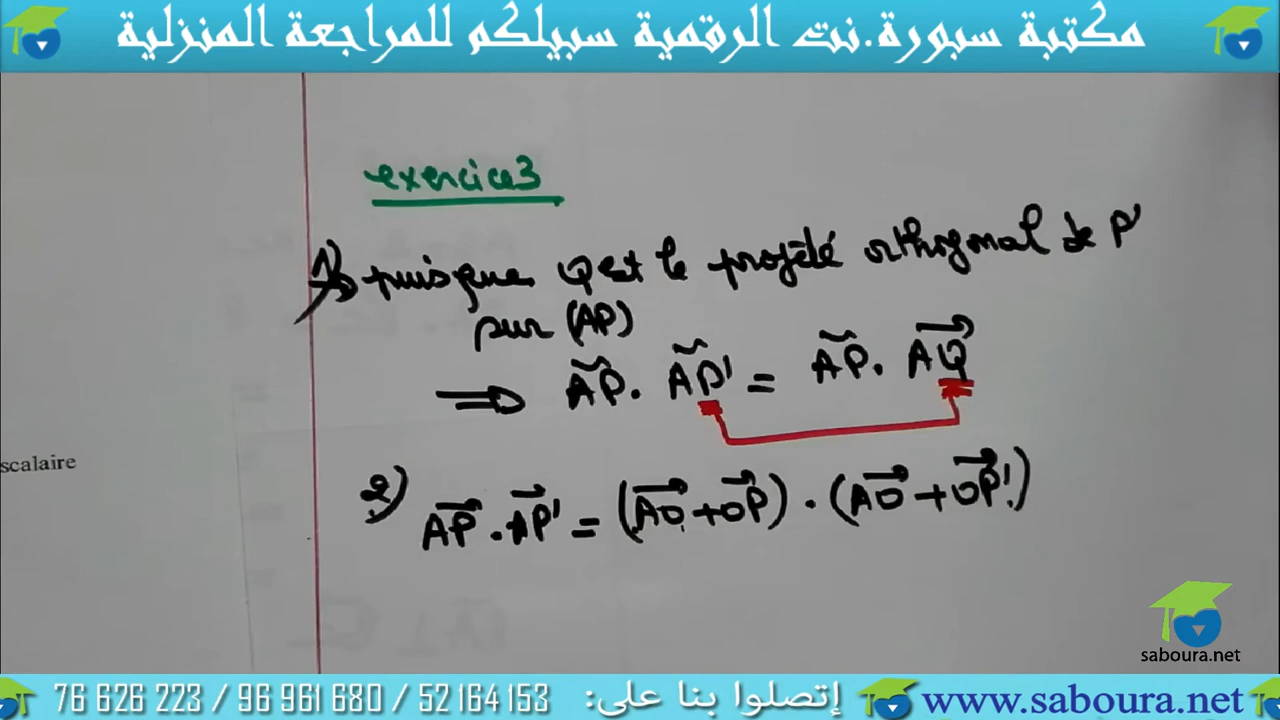 مكتبة سبورة.نت الرقمية سبيلكم للمراجعة المنزلية
exercice3
1) puisque Q est le projeté orthogonal de P'
sur (AP)
⟹ AP⃗ . AP'⃗ = AP⃗ . AQ⃗
scalaire
2) AP⃗ . AP'⃗ = (AO⃗ + OP⃗) . (AO⃗ + OP'⃗)
saboura.net
76 626 223 / 96 961 680 / 52 164 153 إتصلوا بنا على: www.saboura.net